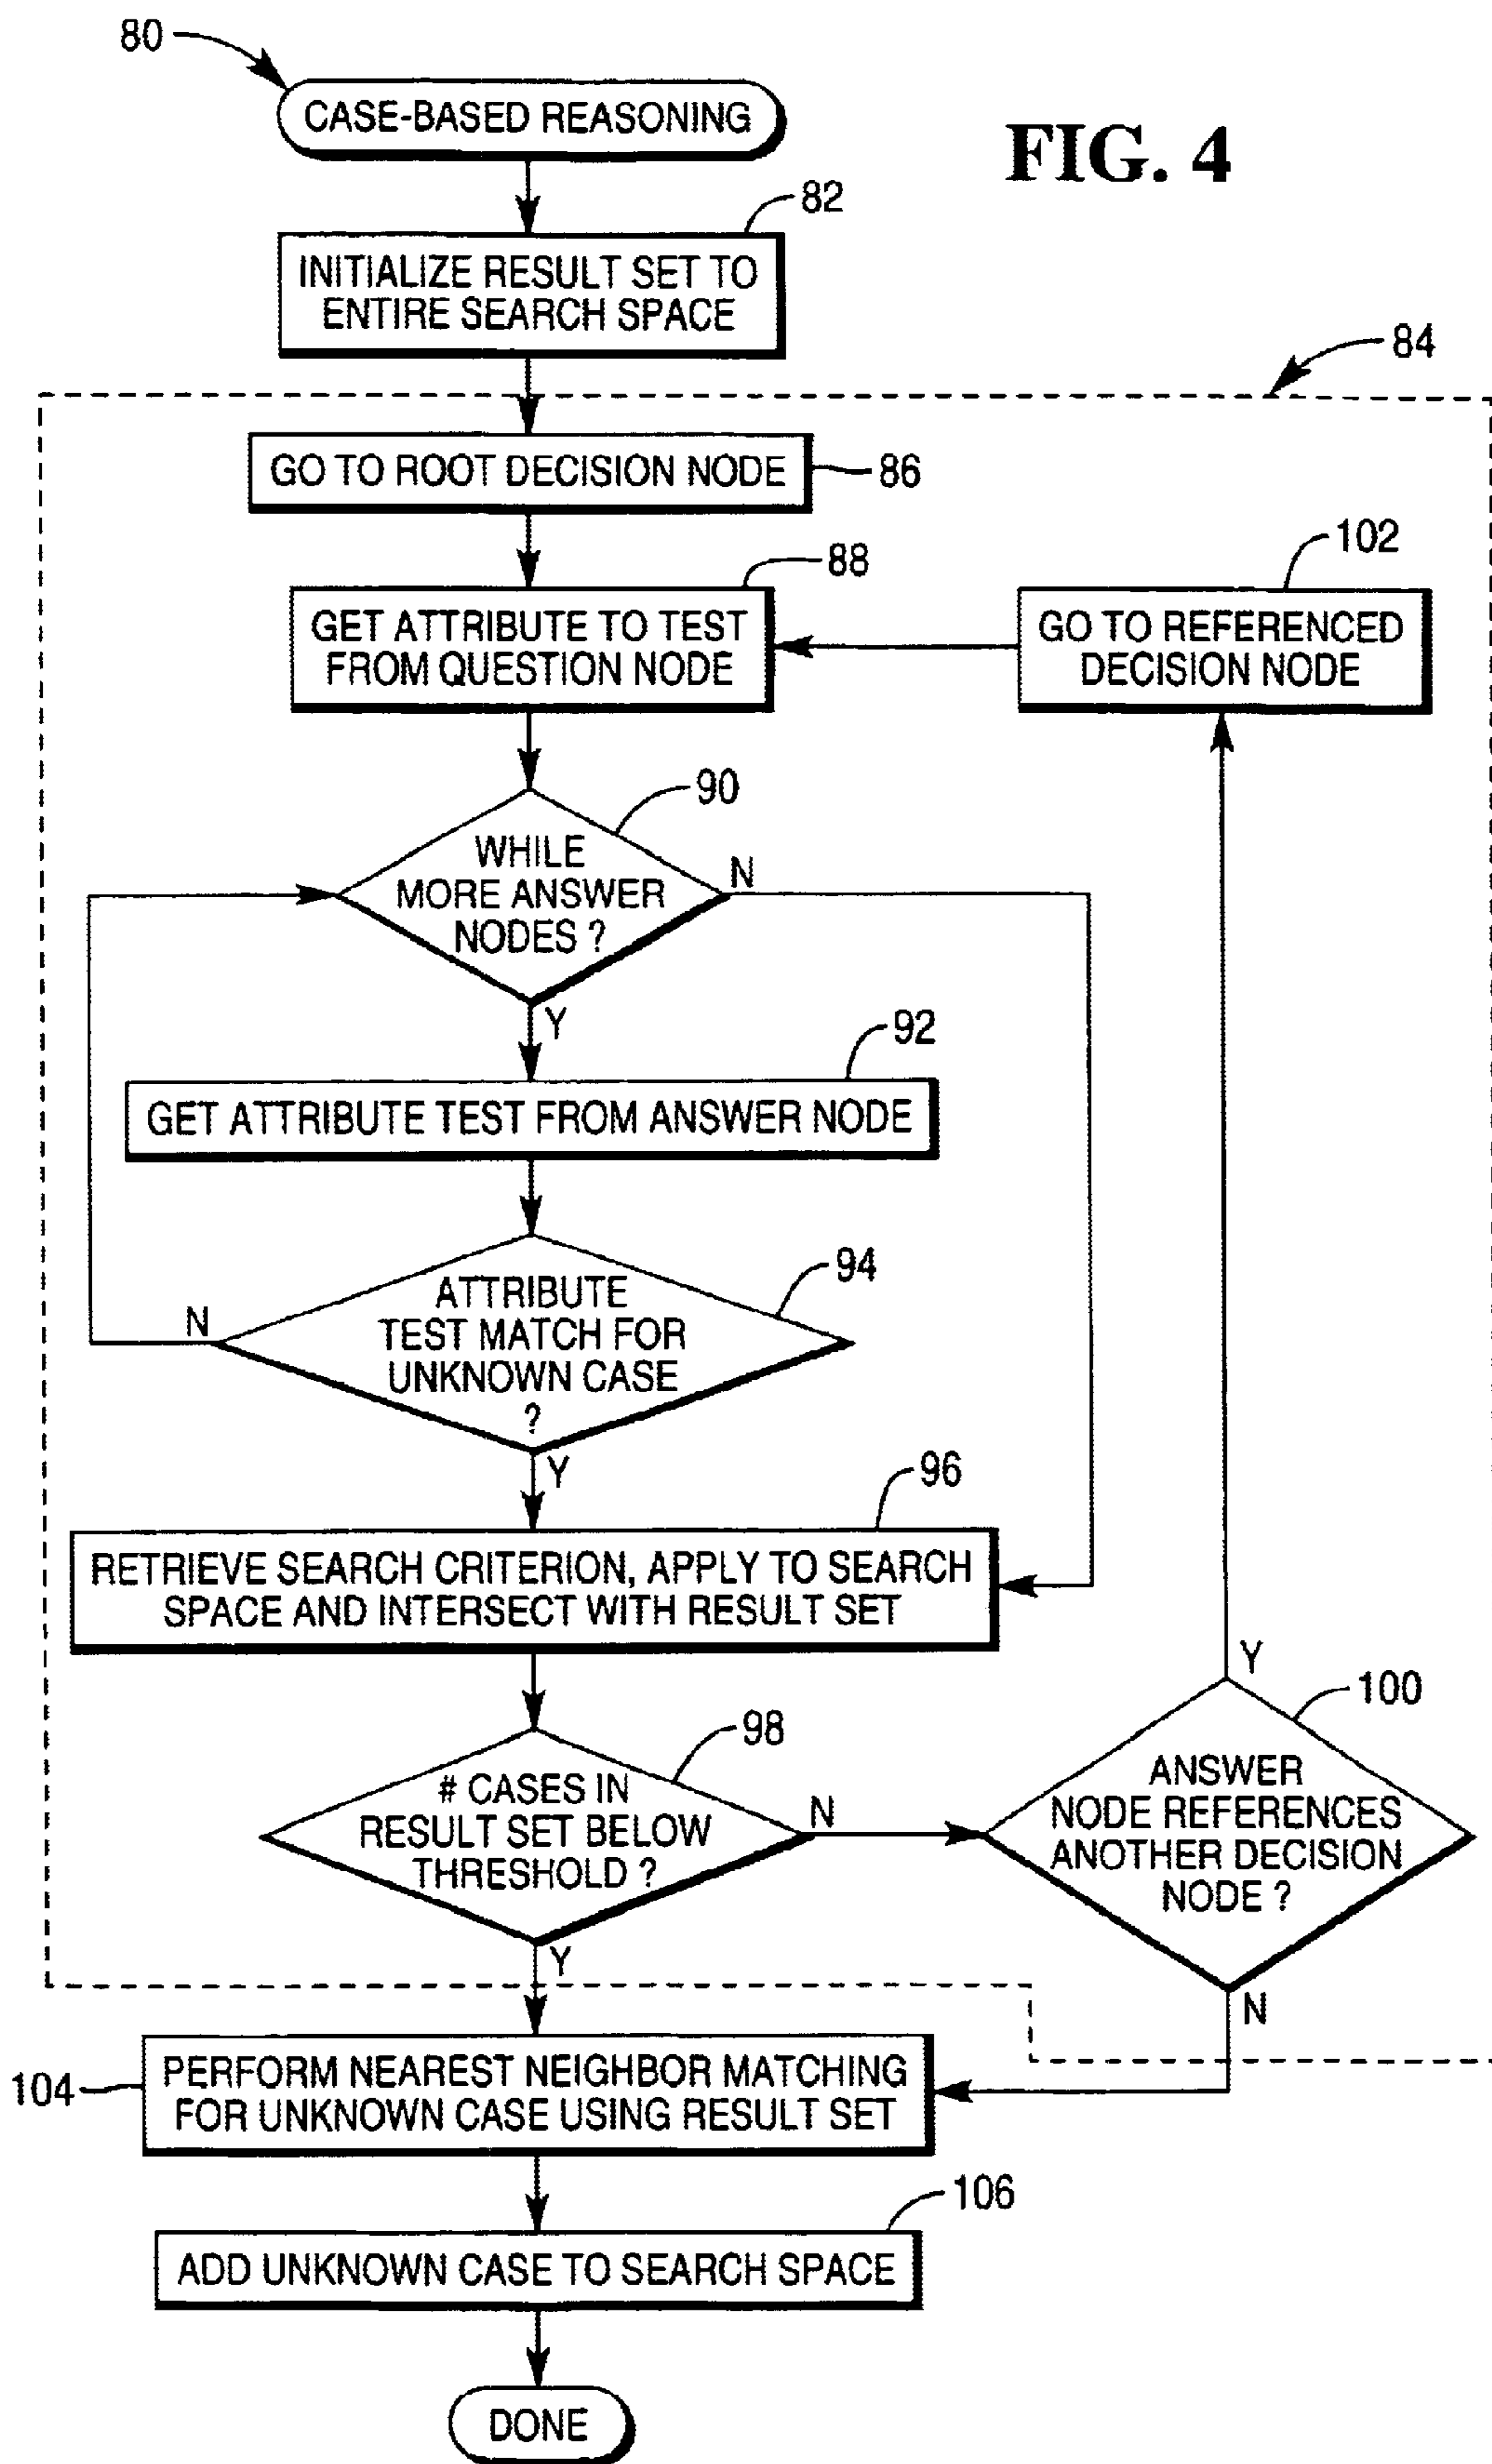 80
CASE-BASED REASONING
FIG. 4
82
INITIALIZE RESULT SET TO
ENTIRE SEARCH SPACE
84
GO TO ROOT DECISION NODE
86
88
GET ATTRIBUTE TO TEST
FROM QUESTION NODE
102
GO TO REFERENCED
DECISION NODE
90
WHILE
MORE ANSWER
NODES ?
N
Y
92
GET ATTRIBUTE TEST FROM ANSWER NODE
94
ATTRIBUTE
TEST MATCH FOR
UNKNOWN CASE
?
N
Y
96
RETRIEVE SEARCH CRITERION, APPLY TO SEARCH
SPACE AND INTERSECT WITH RESULT SET
98
# CASES IN
RESULT SET BELOW
THRESHOLD ?
N
Y
Y
100
ANSWER
NODE REFERENCES
ANOTHER DECISION
NODE ?
N
104
PERFORM NEAREST NEIGHBOR MATCHING
FOR UNKNOWN CASE USING RESULT SET
106
ADD UNKNOWN CASE TO SEARCH SPACE
DONE